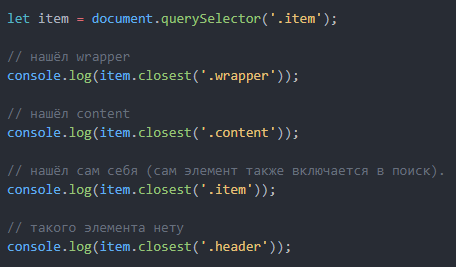 let item = document.querySelector('.item');
// нашёл wrapper
console.log(item.closest('.wrapper'));
// нашёл content
console.log(item.closest('.content'));
// нашёл сам себя (сам элемент также включается в поиск).
console.log(item.closest('.item'));
// такого элемента нету
console.log(item.closest('.header'));